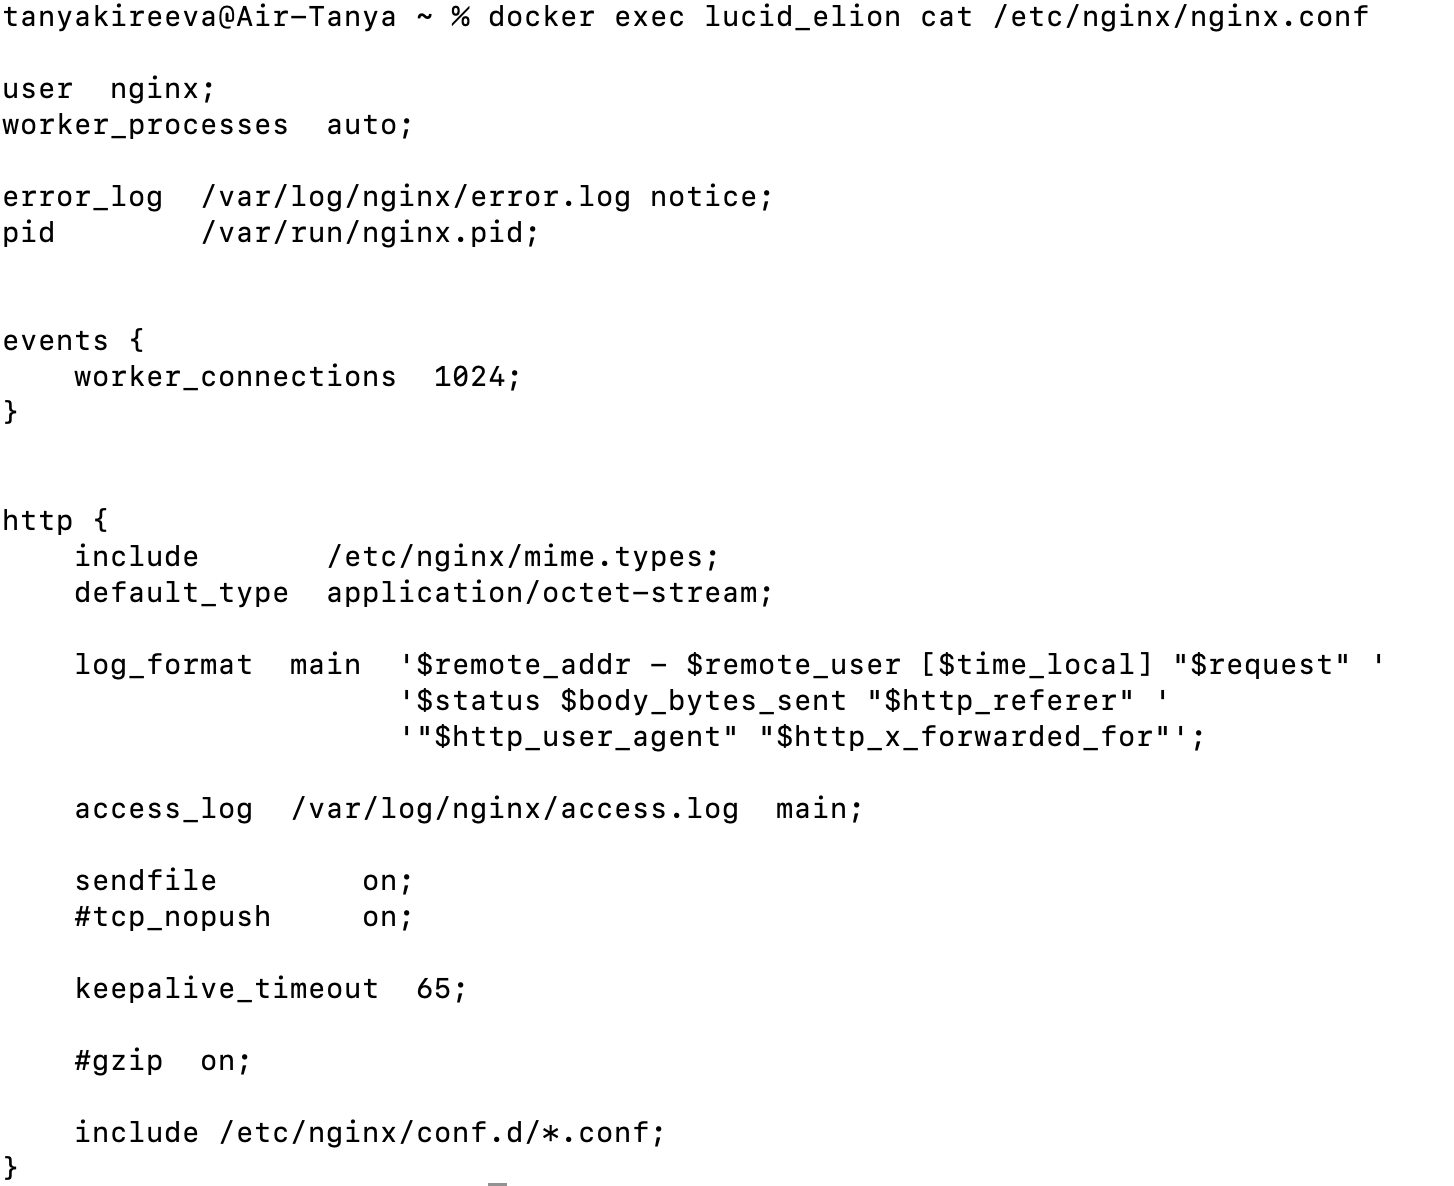 tanyakireeva@Air-Tanya ~ % docker exec lucid_elion cat /etc/nginx/nginx.conf
user  nginx;
worker_processes  auto;
error_log  /var/log/nginx/error.log notice;
pid        /var/run/nginx.pid;
events {
    worker_connections  1024;
}
http {
    include       /etc/nginx/mime.types;
    default_type  application/octet-stream;
    log_format  main  '$remote_addr - $remote_user [$time_local] "$request" '
                      '$status $body_bytes_sent "$http_referer" '
                      '"$http_user_agent" "$http_x_forwarded_for"';
    access_log  /var/log/nginx/access.log  main;
    sendfile        on;
    #tcp_nopush     on;
    keepalive_timeout  65;
    #gzip  on;
    include /etc/nginx/conf.d/*.conf;
}